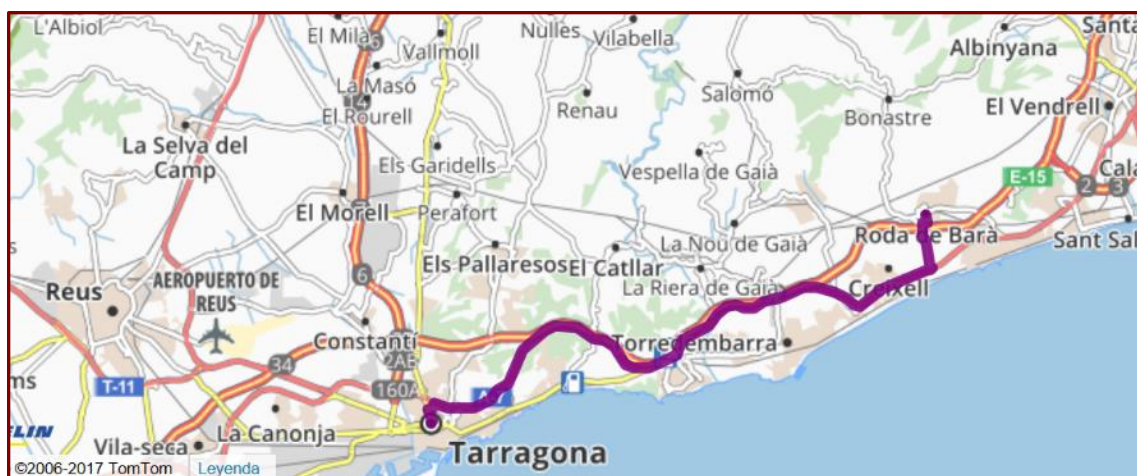 L'Albiol
El Milà
Vallmoll
Nulles
Vilabella
Albinyana
Santa
La Masó
14
El Rourell
Renau
Salomó
Bonastre
El Vendrell
La Selva del
Camp
Els Garidells
Vespella de Gaià
E-15
2
3
Cala
El Morell
Perafort
La Nou de Gaià
Roda de Barà
Sant Sal
6
Els Pallaresos
El Catllar
AEROPUERTO DE
REUS
Reus
La Riera de Gaià
Creixell
Constantí
2AB
Torredembarra
34
160A
T-11
La Canonja
Vila-seca
Tarragona
©2006-2017 TomTom
Leyenda